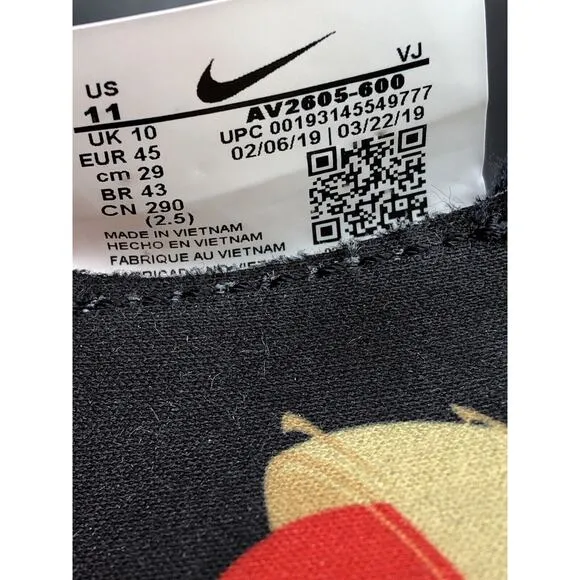 US
VJ
11
AV2605-600
UK 10
UPC 00193145549777
EUR 45
02/06/19 | 03/22/19
cm 29
BR 43
CN 290
(2.5)
MADE IN VIETNAM
HECHO EN VIETNAM
FABRIQUE AU VIETNAM